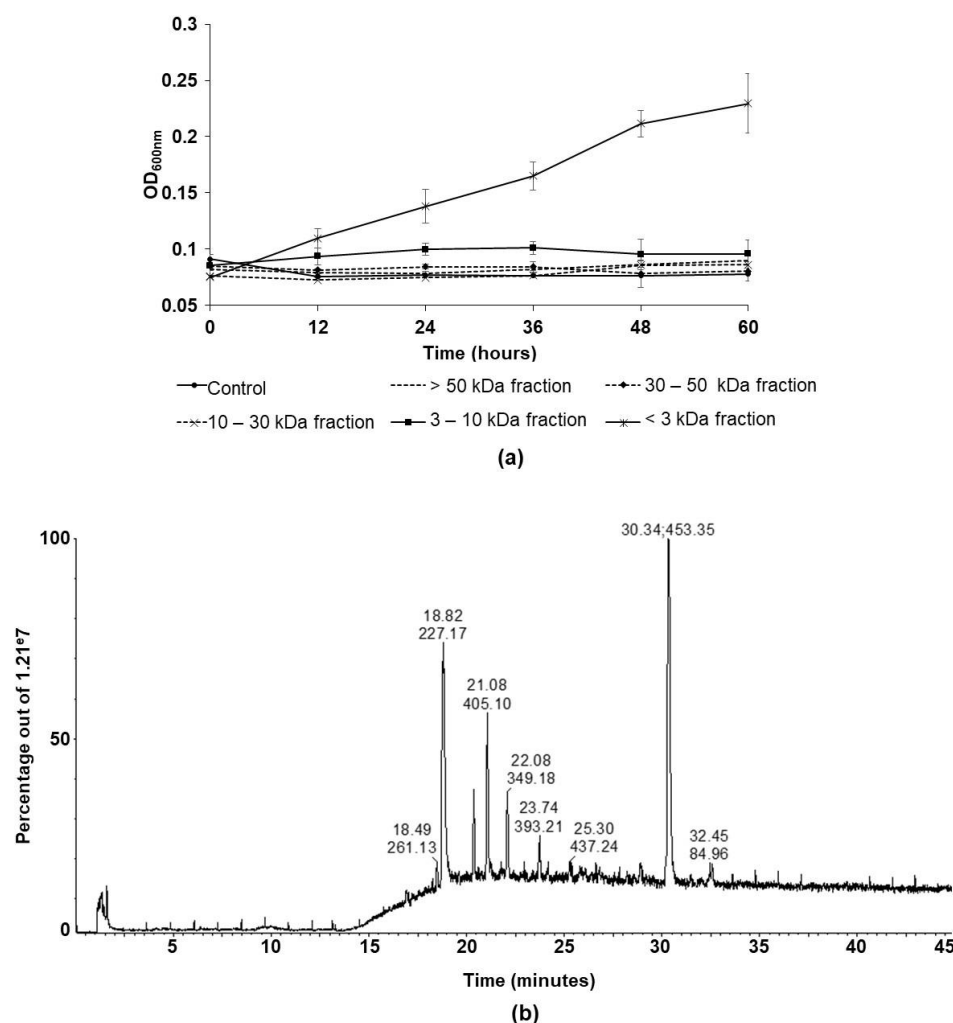 0.3
0.25
0.2
0.15
0.1
0.05
OD600nm
0 12 24 36 48 60
Time (hours)
Control > 50 kDa fraction 30 – 50 kDa fraction
10 – 30 kDa fraction 3 – 10 kDa fraction < 3 kDa fraction
(a)
100
50
0
Percentage out of 1.21e7
30.34;453.35
18.82
227.17
21.08
405.10
22.08
349.18
23.74
393.21
18.49
261.13
25.30
437.24
32.45
84.96
5 10 15 20 25 30 35 40 45
Time (minutes)
(b)